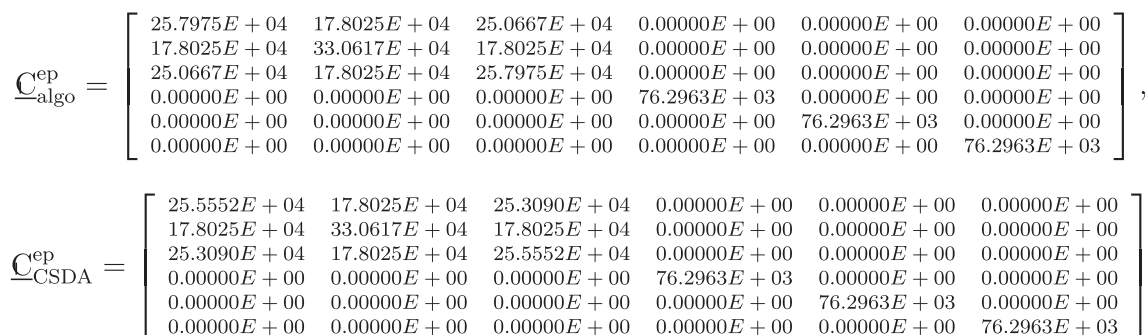 25.7975E + 04 17.8025E + 04 25.0667E + 04 0.00000E + 00 0.00000E + 00 0.00000E + 00
17.8025E + 04 33.0617E + 04 17.8025E + 04 0.00000E + 00 0.00000E + 00 0.00000E + 00
25.0667E + 04 17.8025E + 04 25.7975E + 04 0.00000E + 00 0.00000E + 00 0.00000E + 00
C^ep_algo = 0.00000E + 00 0.00000E + 00 0.00000E + 00 76.2963E + 03 0.00000E + 00 0.00000E + 00 ,
0.00000E + 00 0.00000E + 00 0.00000E + 00 0.00000E + 00 76.2963E + 03 0.00000E + 00
0.00000E + 00 0.00000E + 00 0.00000E + 00 0.00000E + 00 0.00000E + 00 76.2963E + 03
25.5552E + 04 17.8025E + 04 25.3090E + 04 0.00000E + 00 0.00000E + 00 0.00000E + 00
17.8025E + 04 33.0617E + 04 17.8025E + 04 0.00000E + 00 0.00000E + 00 0.00000E + 00
25.3090E + 04 17.8025E + 04 25.5552E + 04 0.00000E + 00 0.00000E + 00 0.00000E + 00
C^ep_CSDA = 0.00000E + 00 0.00000E + 00 0.00000E + 00 76.2963E + 03 0.00000E + 00 0.00000E + 00
0.00000E + 00 0.00000E + 00 0.00000E + 00 0.00000E + 00 76.2963E + 03 0.00000E + 00
0.00000E + 00 0.00000E + 00 0.00000E + 00 0.00000E + 00 0.00000E + 00 76.2963E + 03